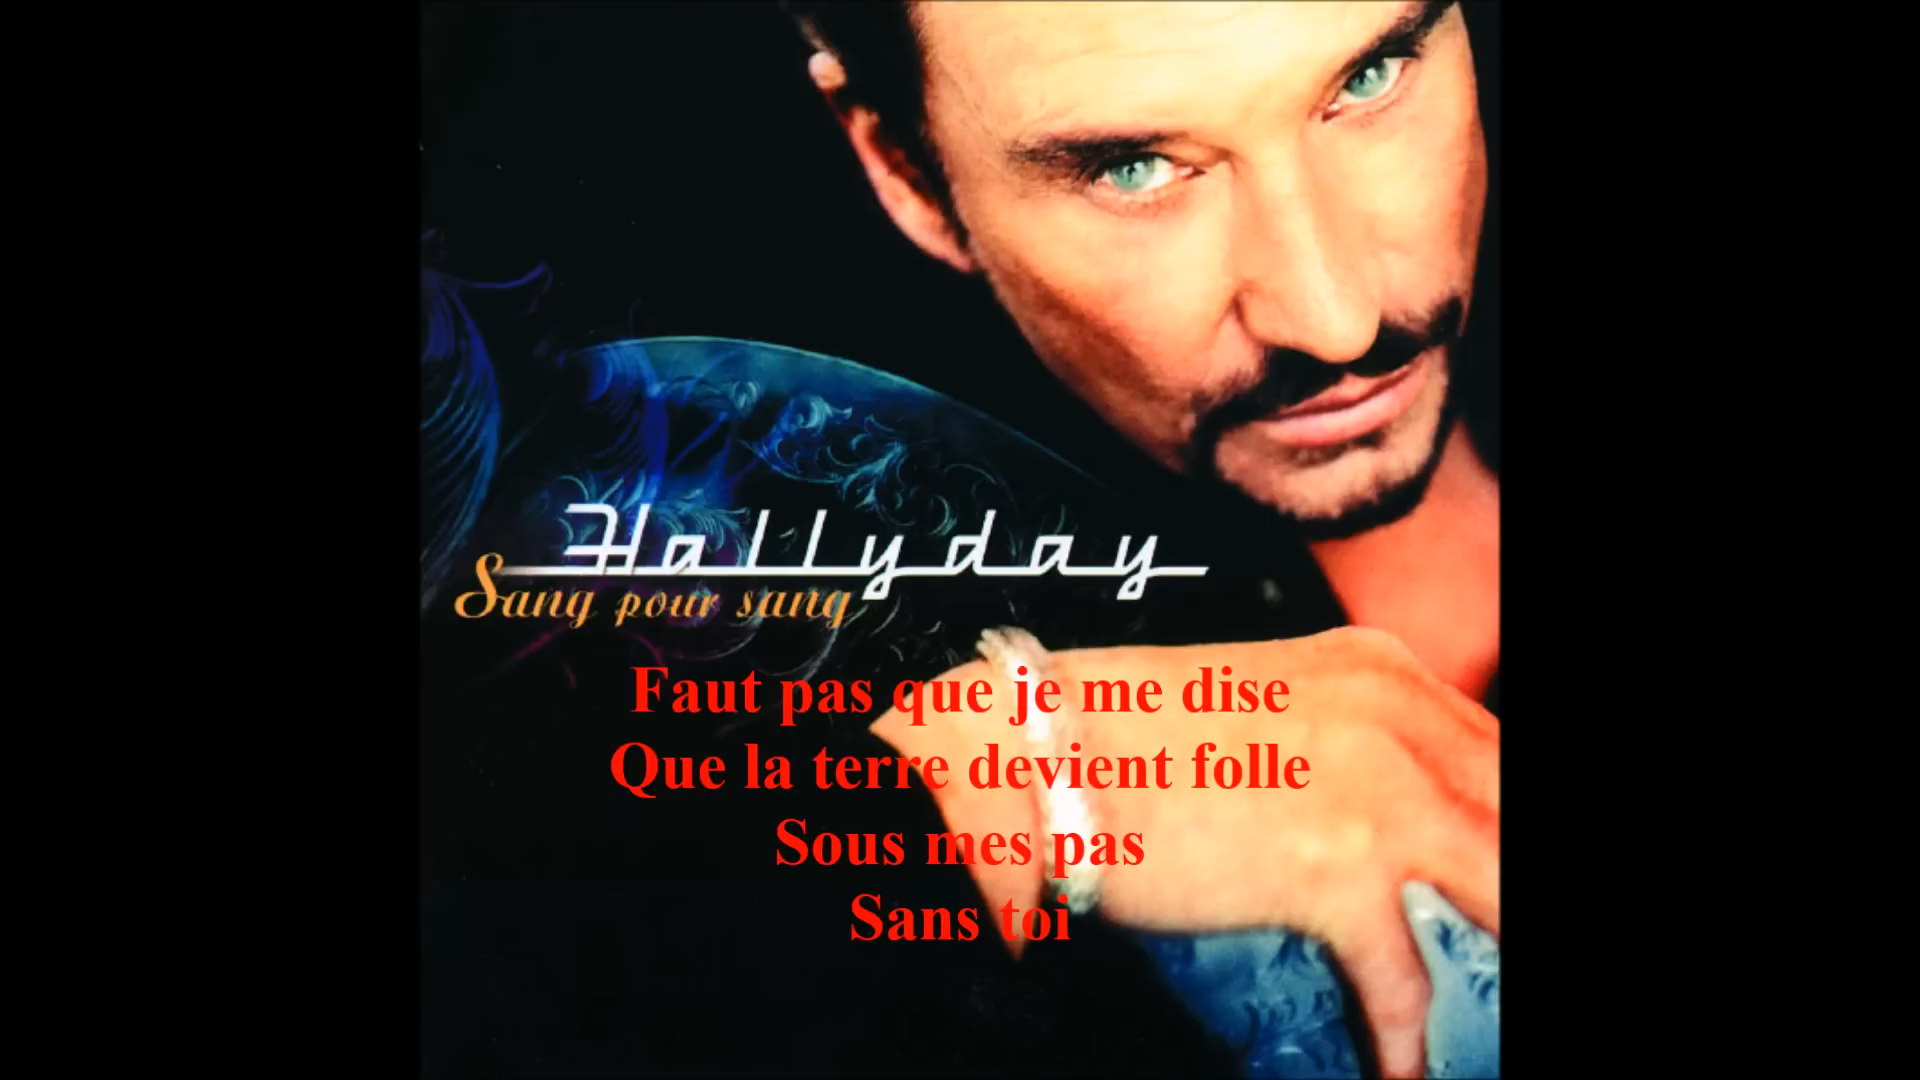 Hallyday
Sang pour sang
Faut pas que je me dise
Que la terre devient folle
Sous mes pas
Sans toi